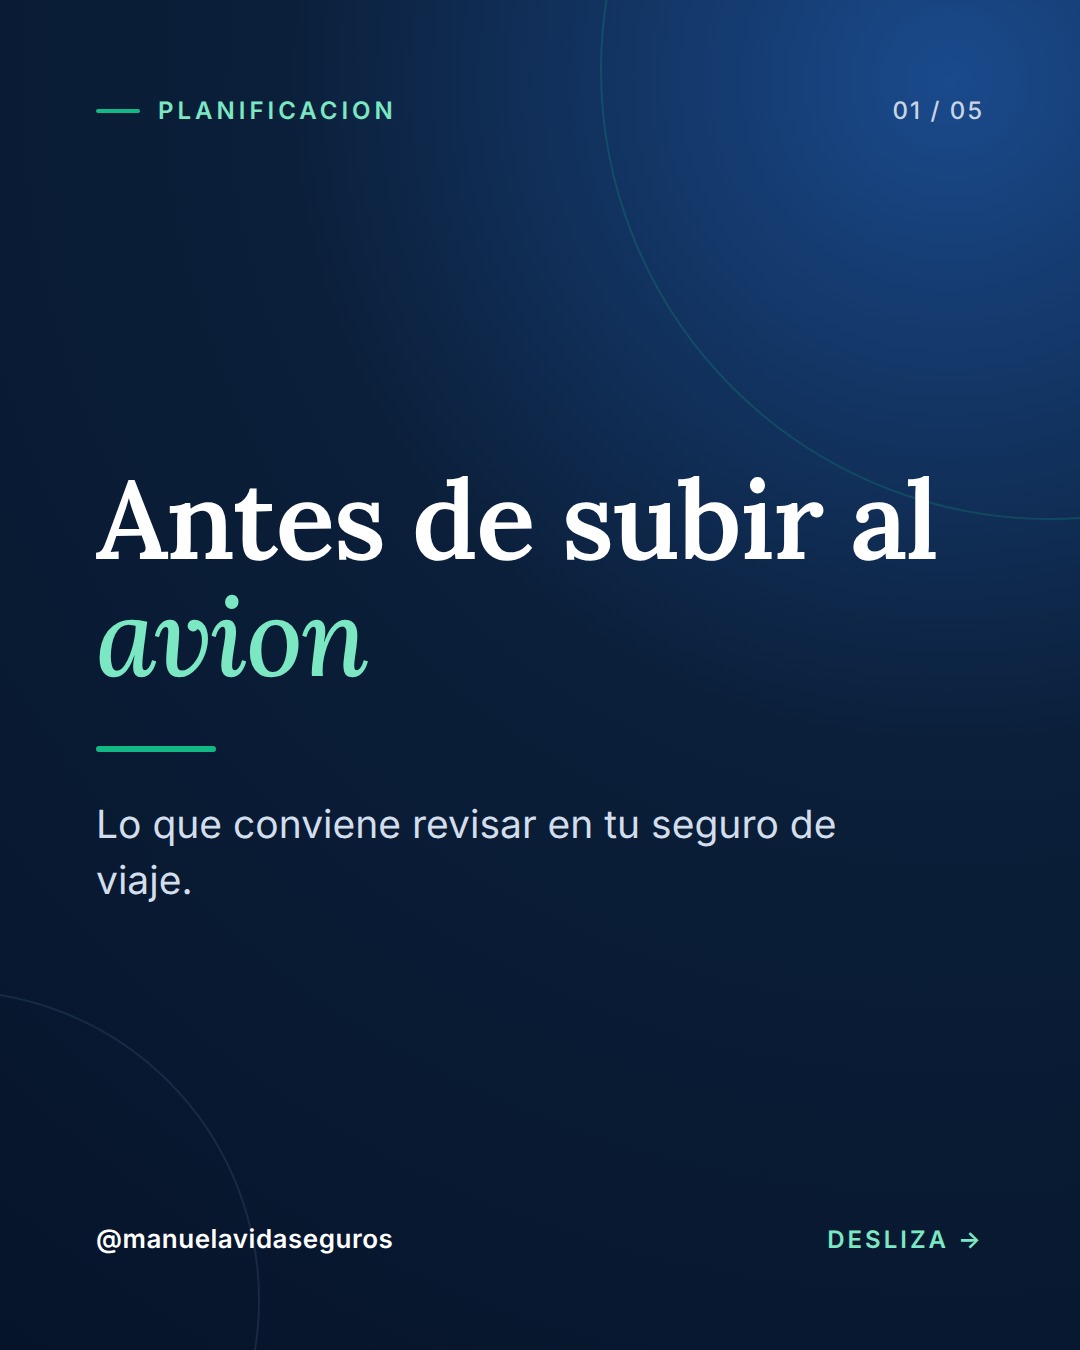 PLANIFICACION
01 / 05
Antes de subir al
avion
Lo que conviene revisar en tu seguro de
viaje.
@manuelavidaseguros
DESLIZA →